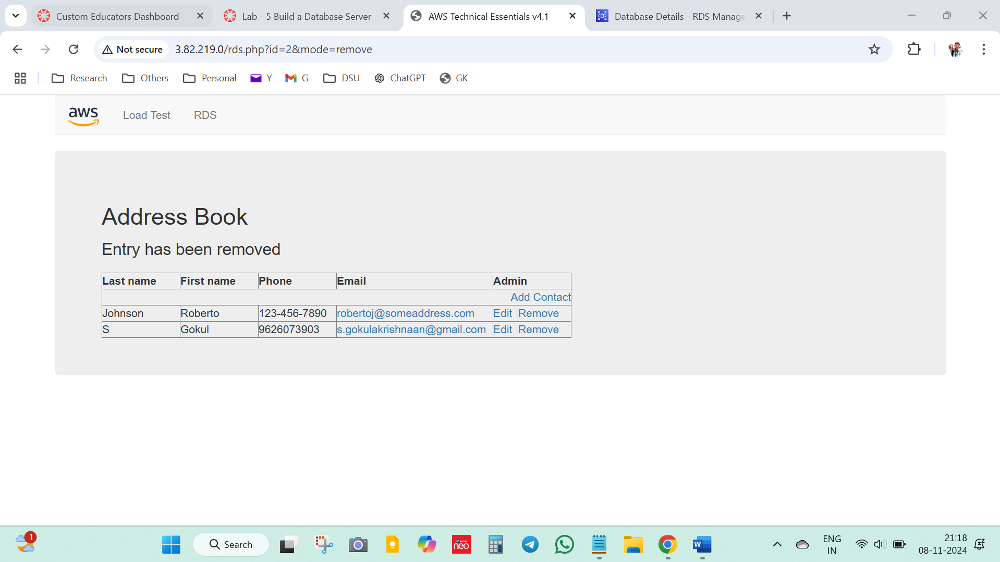 Custom Educators Dashboard
Lab - 5 Build a Database Server
AWS Technical Essentials v4.1
Database Details - RDS Manage
Not secure
3.82.219.0/rds.php?id=2&mode=remove
Research
Others
Personal
Y
G
DSU
ChatGPT
GK
aws
Load Test
RDS
Address Book
Entry has been removed
Last name First name Phone Email Admin
Add Contact
Johnson Roberto 123-456-7890 robertoj@someaddress.com Edit Remove
S Gokul 9626073903 s.gokulakrishnaan@gmail.com Edit Remove
1
Search
neo
W
ENG
IN
21:18
08-11-2024